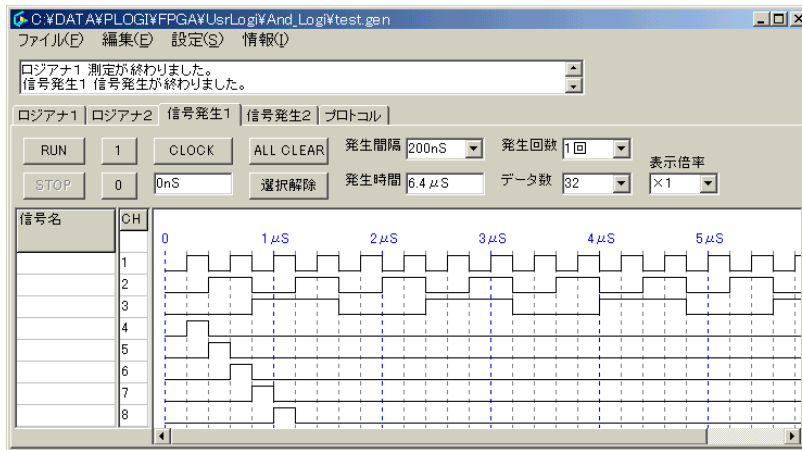 C:¥DATA¥PLOGI¥FPGA¥UsrLogi¥And_Logi¥test.gen
ファイル(F) 編集(E) 設定(S) 情報(I)
ロジアナ1 測定が終わりました。
信号発生1 信号発生が終わりました。
ロジアナ1 ロジアナ2 信号発生1 信号発生2 プロトコル
RUN 1 CLOCK ALL CLEAR 発生間隔 200nS 発生回数 1回 表示倍率
STOP 0 0nS 選択解除 発生時間 6.4μS データ数 32 ×1
信号名 CH
0 1μS 2μS 3μS 4μS 5μS
1
2
3
4
5
6
7
8